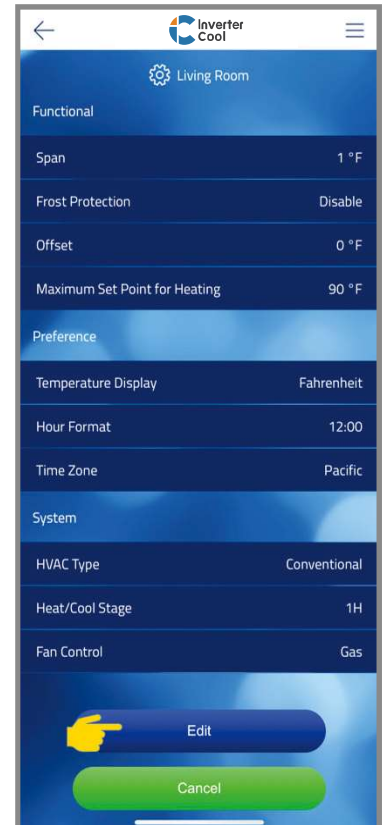 Inverter
Cool
Living Room
Functional
Span 1 °F
Frost Protection Disable
Offset 0 °F
Maximum Set Point for Heating 90 °F
Preference
Temperature Display Fahrenheit
Hour Format 12:00
Time Zone Pacific
System
HVAC Type Conventional
Heat/Cool Stage 1H
Fan Control Gas
Edit
Cancel